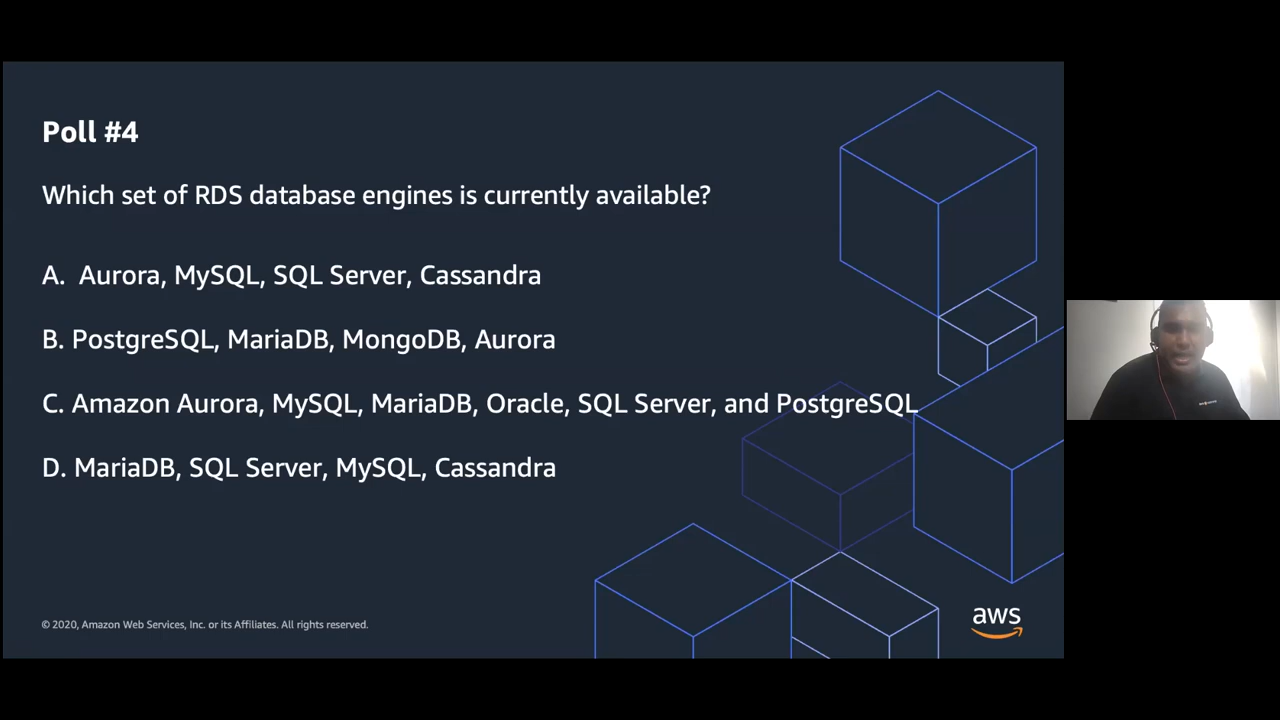 Poll #4
Which set of RDS database engines is currently available?
A. Aurora, MySQL, SQL Server, Cassandra
B. PostgreSQL, MariaDB, MongoDB, Aurora
C. Amazon Aurora, MySQL, MariaDB, Oracle, SQL Server, and PostgreSQL
D. MariaDB, SQL Server, MySQL, Cassandra
© 2020, Amazon Web Services, Inc. or its Affiliates. All rights reserved.
aws